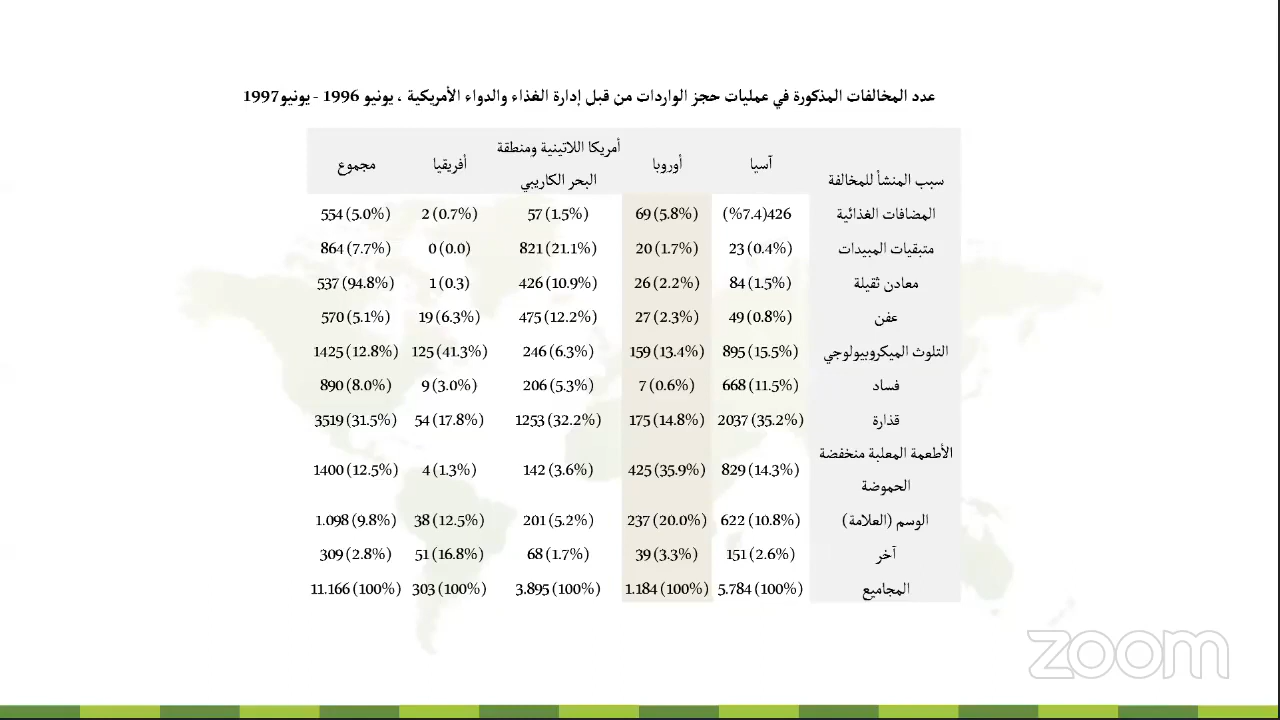 عدد المخالفات المذكورة في عمليات حجز الواردات من قبل إدارة الغذاء والدواء الأمريكية ، يونيو 1996 - يونيو1997
سبب المنشأ للمخالفة آسيا أوروبا أمريكا اللاتينية ومنطقة البحر الكاريبي أفريقيا مجموع
المضافات الغذائية 426(7.4%) 69 (5.8%) 57 (1.5%) 2 (0.7%) 554 (5.0%)
متبقيات المبيدات 23 (0.4%) 20 (1.7%) 821 (21.1%) 0 (0.0) 864 (7.7%)
معادن ثقيلة 84 (1.5%) 26 (2.2%) 426 (10.9%) 1 (0.3) 537 (94.8%)
عفن 49 (0.8%) 27 (2.3%) 475 (12.2%) 19 (6.3%) 570 (5.1%)
التلوث الميكروبيولوجي 895 (15.5%) 159 (13.4%) 246 (6.3%) 125 (41.3%) 1425 (12.8%)
فساد 668 (11.5%) 7 (0.6%) 206 (5.3%) 9 (3.0%) 890 (8.0%)
قذارة 2037 (35.2%) 175 (14.8%) 1253 (32.2%) 54 (17.8%) 3519 (31.5%)
الأطعمة المعلبة منخفضة الحموضة 829 (14.3%) 425 (35.9%) 142 (3.6%) 4 (1.3%) 1400 (12.5%)
الوسم (العلامة) 622 (10.8%) 237 (20.0%) 201 (5.2%) 38 (12.5%) 1.098 (9.8%)
آخر 151 (2.6%) 39 (3.3%) 68 (1.7%) 51 (16.8%) 309 (2.8%)
المجاميع 5.784 (100%) 1.184 (100%) 3.895 (100%) 303 (100%) 11.166 (100%)
zoom